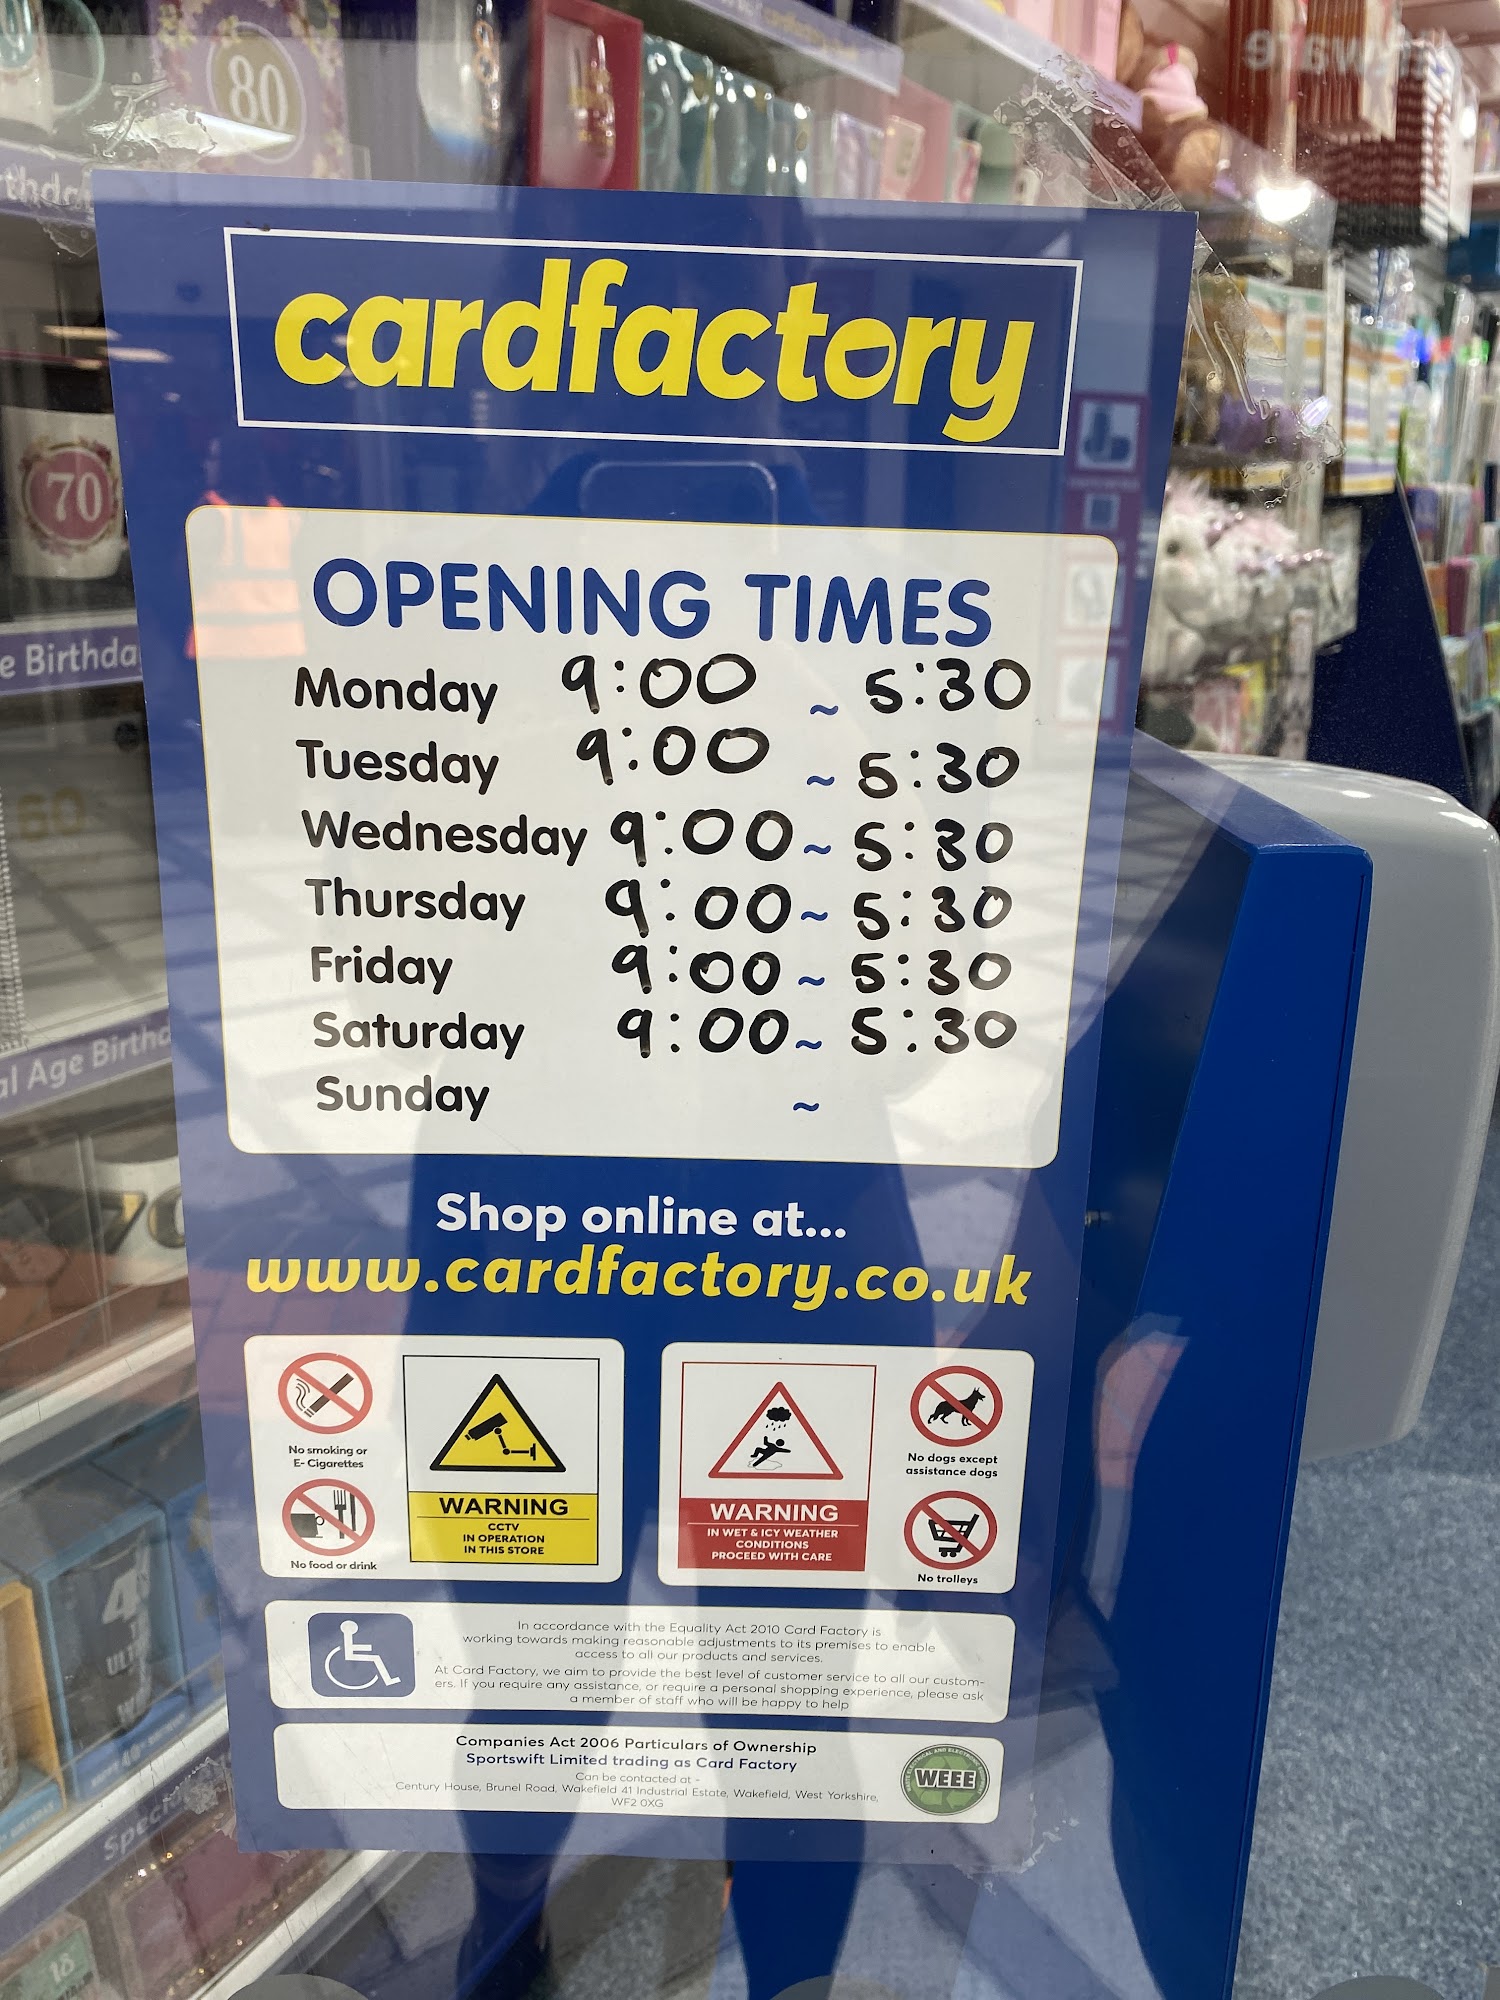 80
thda
70
e Birthda
60
al Age Birthd
70
cardfactory
OPENING TIMES
Monday 9:00 ~ 5:30
Tuesday 9:00 ~ 5:30
Wednesday 9:00 ~ 5:30
Thursday 9:00 ~ 5:30
Friday 9:00 ~ 5:30
Saturday 9:00 ~ 5:30
Sunday ~
Shop online at...
www.cardfactory.co.uk
No smoking or
E- Cigarettes
No food or drink
WARNING
CCTV
IN OPERATION
IN THIS STORE
WARNING
IN WET & ICY WEATHER
CONDITIONS
PROCEED WITH CARE
No dogs except
assistance dogs
No trolleys
In accordance with the Equality Act 2010 Card Factory is
working towards making reasonable adjustments to its premises to enable
access to all our products and services.
At Card Factory, we aim to provide the best level of customer service to all our custom-
ers. If you require any assistance, or require a personal shopping experience, please ask
a member of staff who will be happy to help
Companies Act 2006 Particulars of Ownership
Sportswift Limited trading as Card Factory
Can be contacted at -
Century House, Brunel Road, Wakefield 41 Industrial Estate, Wakefield, West Yorkshire,
WF2 0XG
WEEE
Spec
18